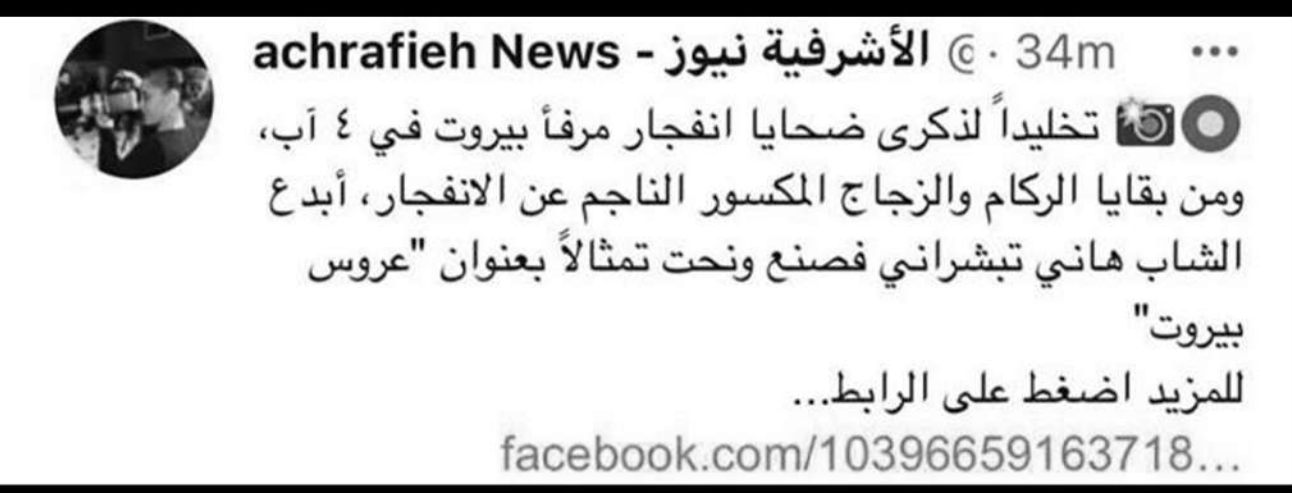 achrafieh News - الأشرفية نيوز @ · 34m ...
تخليداً لذكرى ضحايا انفجار مرفأ بيروت في ٤ آب،
ومن بقايا الركام والزجاج المكسور الناجم عن الانفجار، أبدع
الشاب هاني تبشراني فصنع ونحت تمثالاً بعنوان "عروس
بيروت"
للمزيد اضغط على الرابط...
facebook.com/10396659163718...